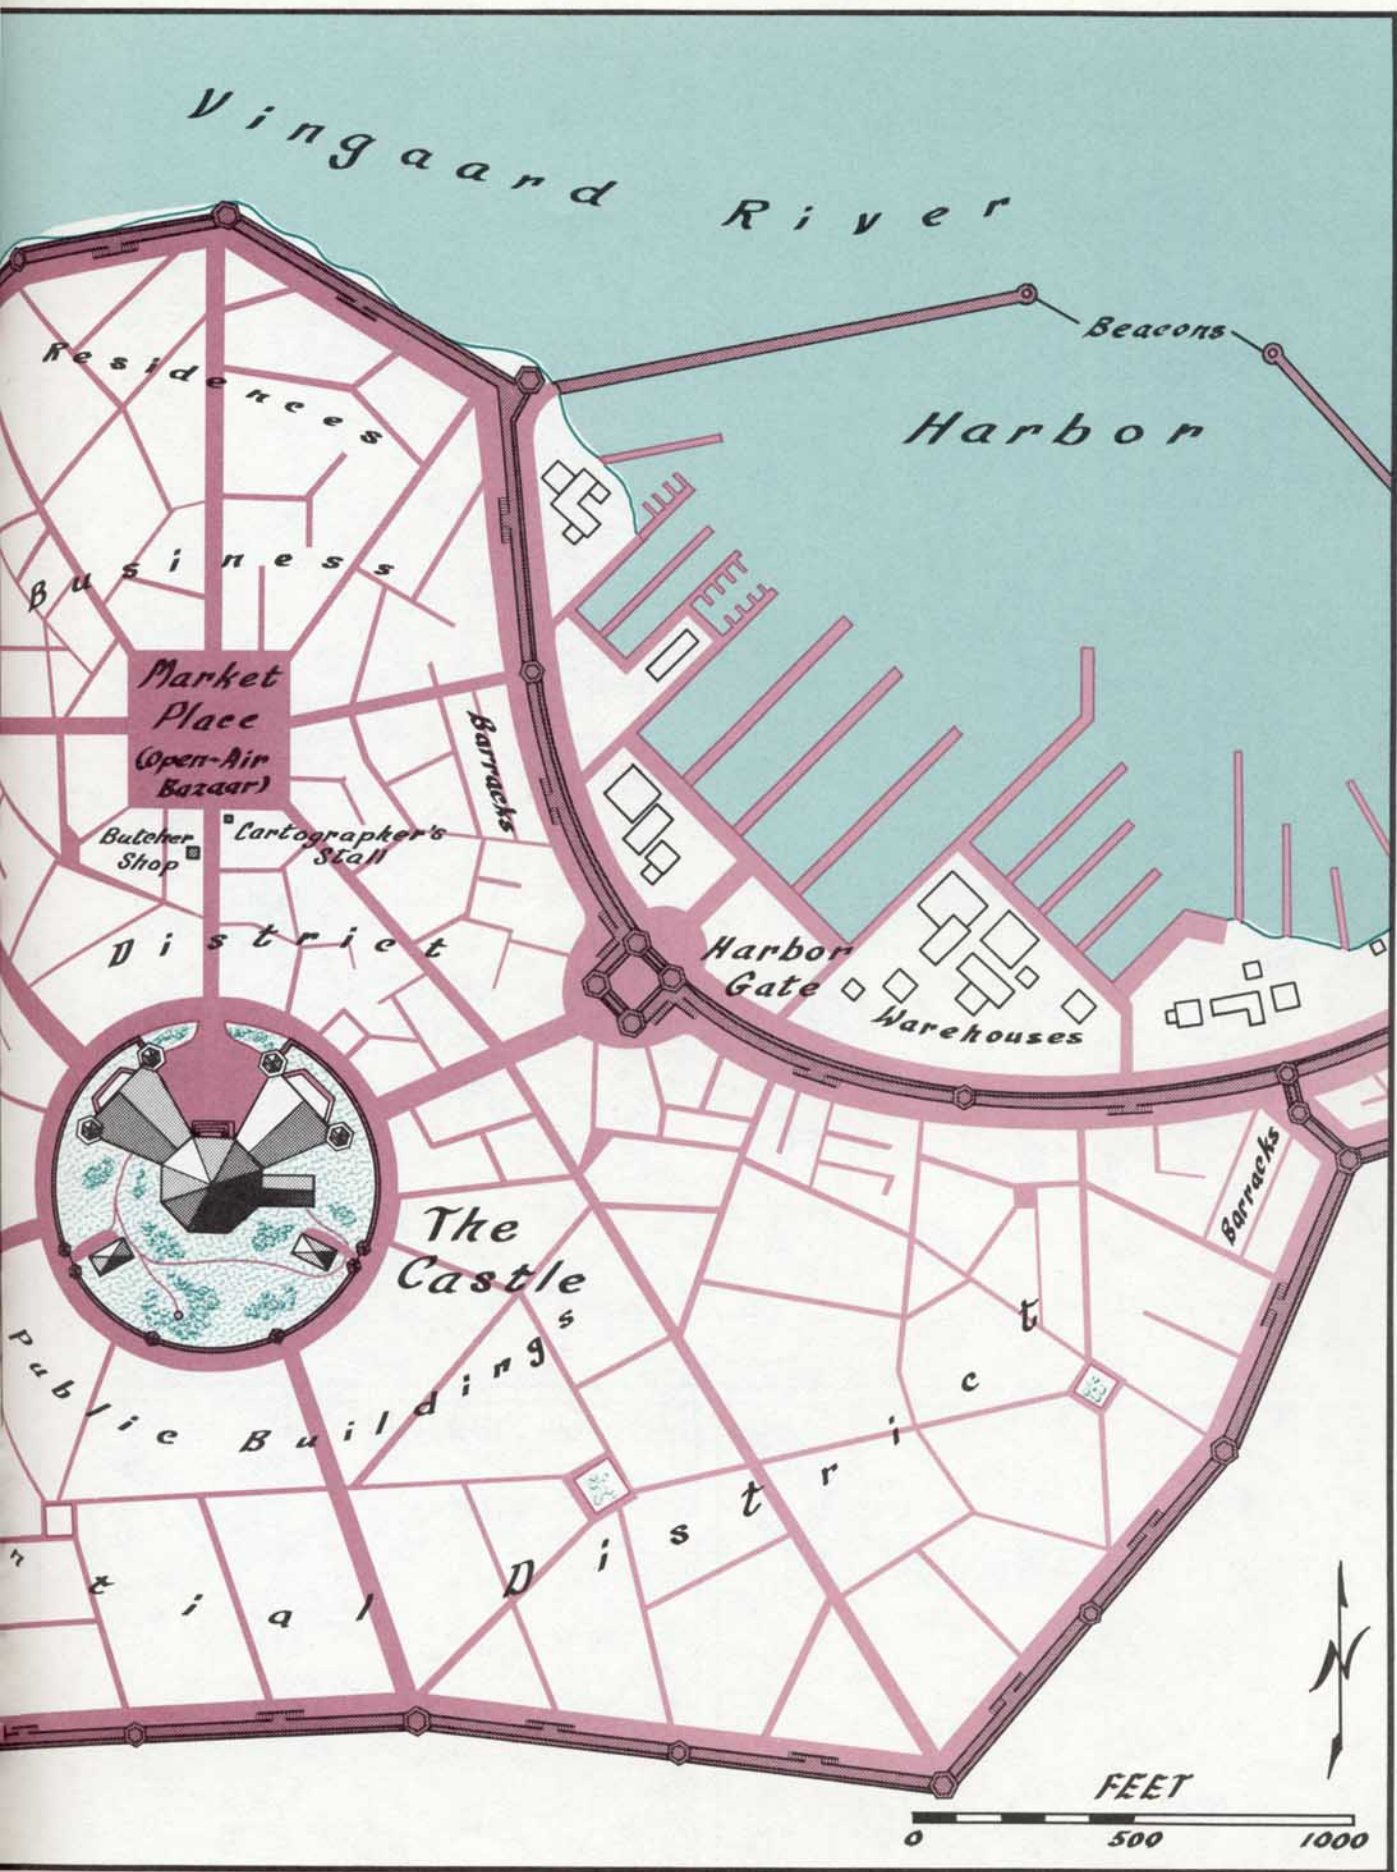 Vingaard River
Beacons
Harbor
Residences
Business
Market
Place
(Open-Air
Bazaar)
Barracks
Butcher
Shop
Cartographer's
Stall
District
Harbor
Gate
Warehouses
Barracks
The
Castle
Public Buildings
ntial District
N
FEET
0 500 1000